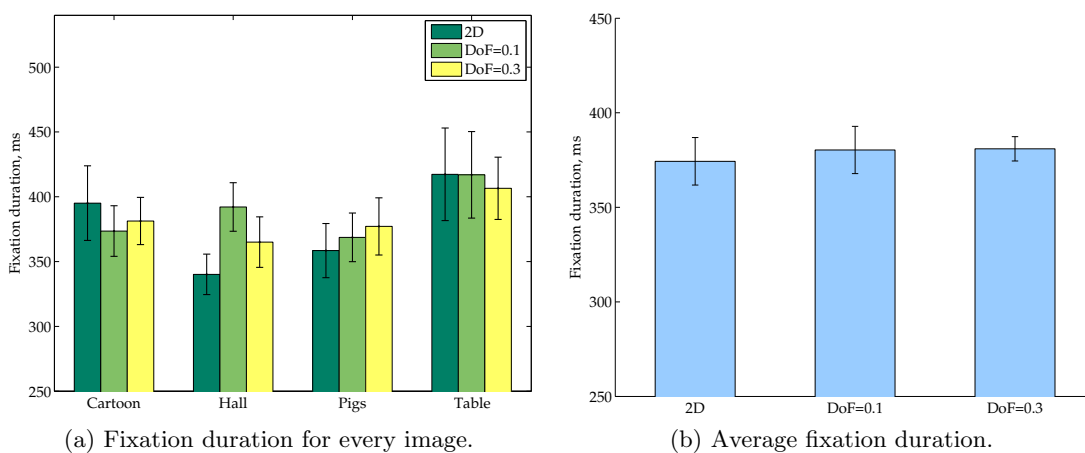 2D
DoF=0.1
DoF=0.3
500
450
400
350
300
250
Fixation duration, ms
Cartoon Hall Pigs Table
(a) Fixation duration for every image.
450
400
350
300
250
Fixation duration, ms
2D DoF=0.1 DoF=0.3
(b) Average fixation duration.